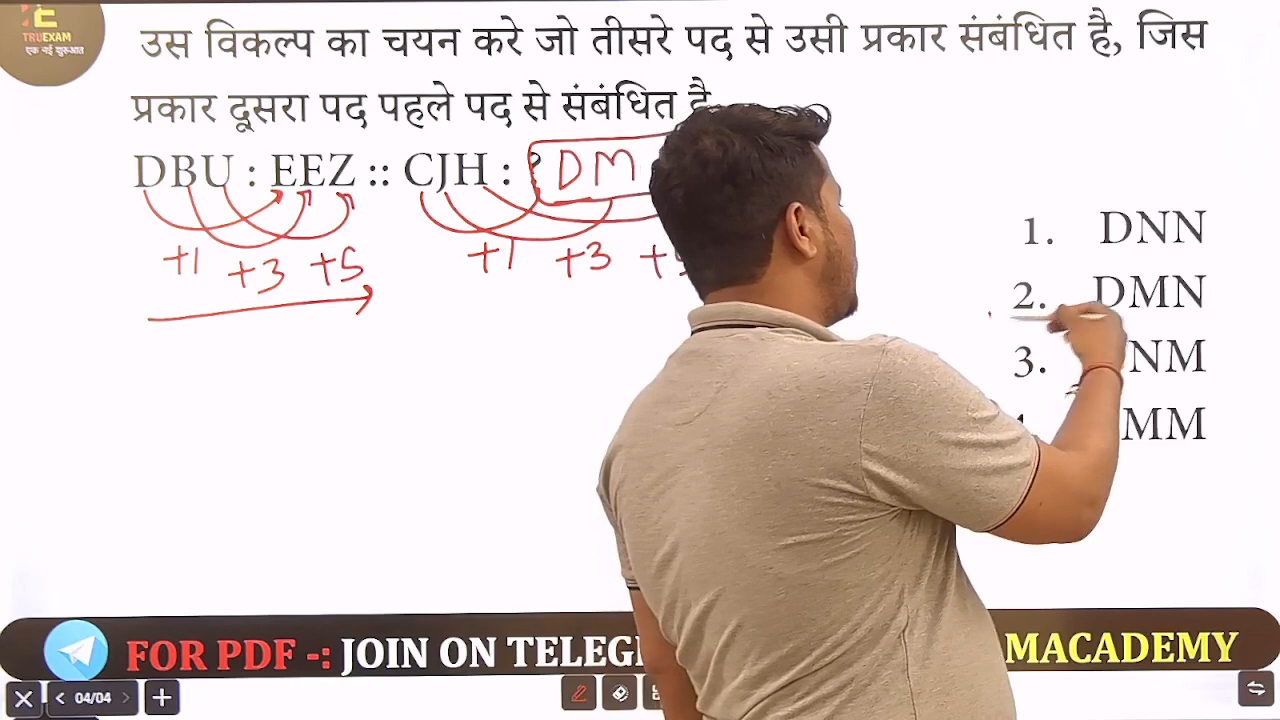 TRUEXAM
एक नई शुरुआत
उस विकल्प का चयन करे जो तीसरे पद से उसी प्रकार संबंधित है, जिस
प्रकार दूसरा पद पहले पद से संबंधित है
DBU : EEZ :: CJH : ? DM
+1 +3 +5 +1 +3 +5
1. DNN
2. DMN
3. NM
MM
FOR PDF -: JOIN ON TELEG MACADEMY
04/04